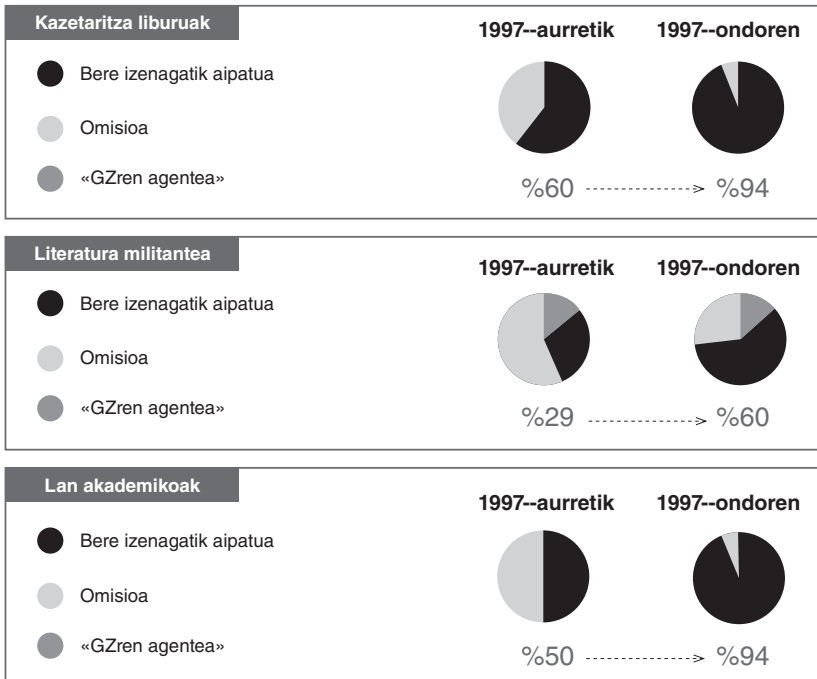 Kazetaritza liburuak
1997--aurretik 1997--ondoren
Bere izenagatik aipatua
Omisioa
«GZren agentea»
%60 %94
Literatura militantea
1997--aurretik 1997--ondoren
Bere izenagatik aipatua
Omisioa
«GZren agentea»
%29 %60
Lan akademikoak
1997--aurretik 1997--ondoren
Bere izenagatik aipatua
Omisioa
«GZren agentea»
%50 %94